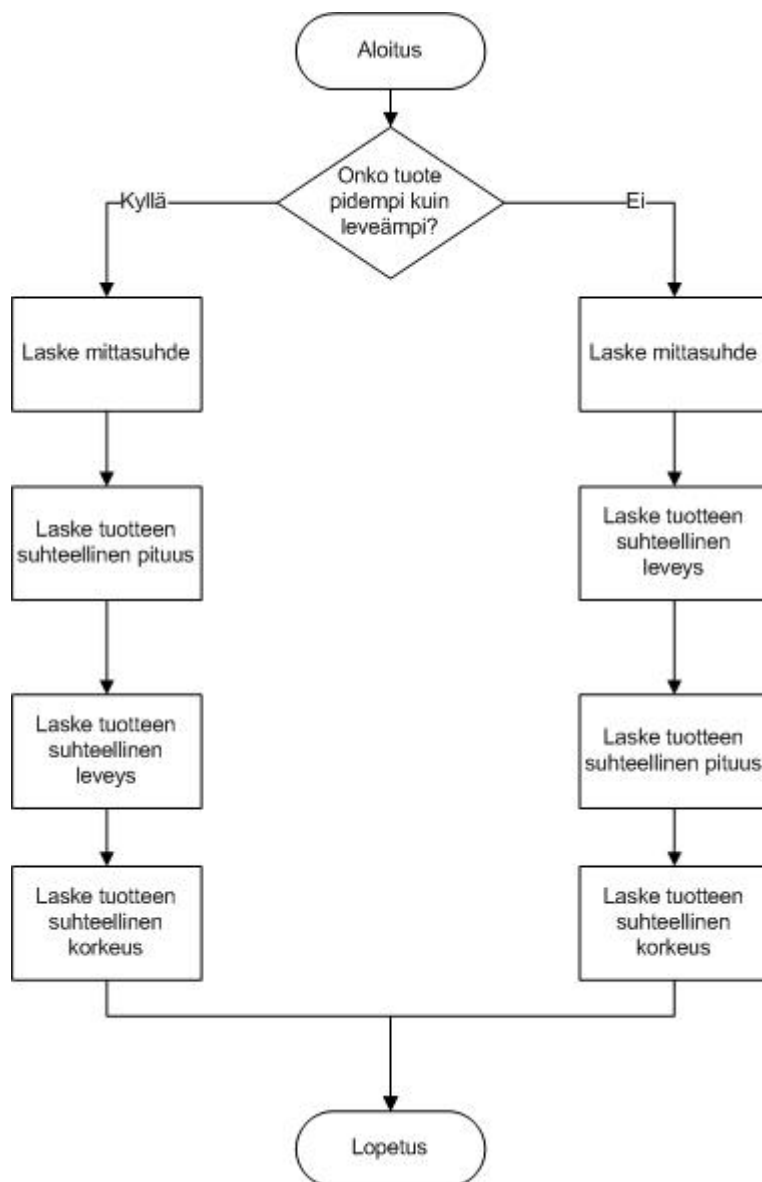 Aloitus
Onko tuote
pidempi kuin
leveämpi?
Kyllä
Ei
Laske mittasuhde
Laske mittasuhde
Laske tuotteen
suhteellinen pituus
Laske tuotteen
suhteellinen
leveys
Laske tuotteen
suhteellinen
leveys
Laske tuotteen
suhteellinen pituus
Laske tuotteen
suhteellinen
korkeus
Laske tuotteen
suhteellinen
korkeus
Lopetus